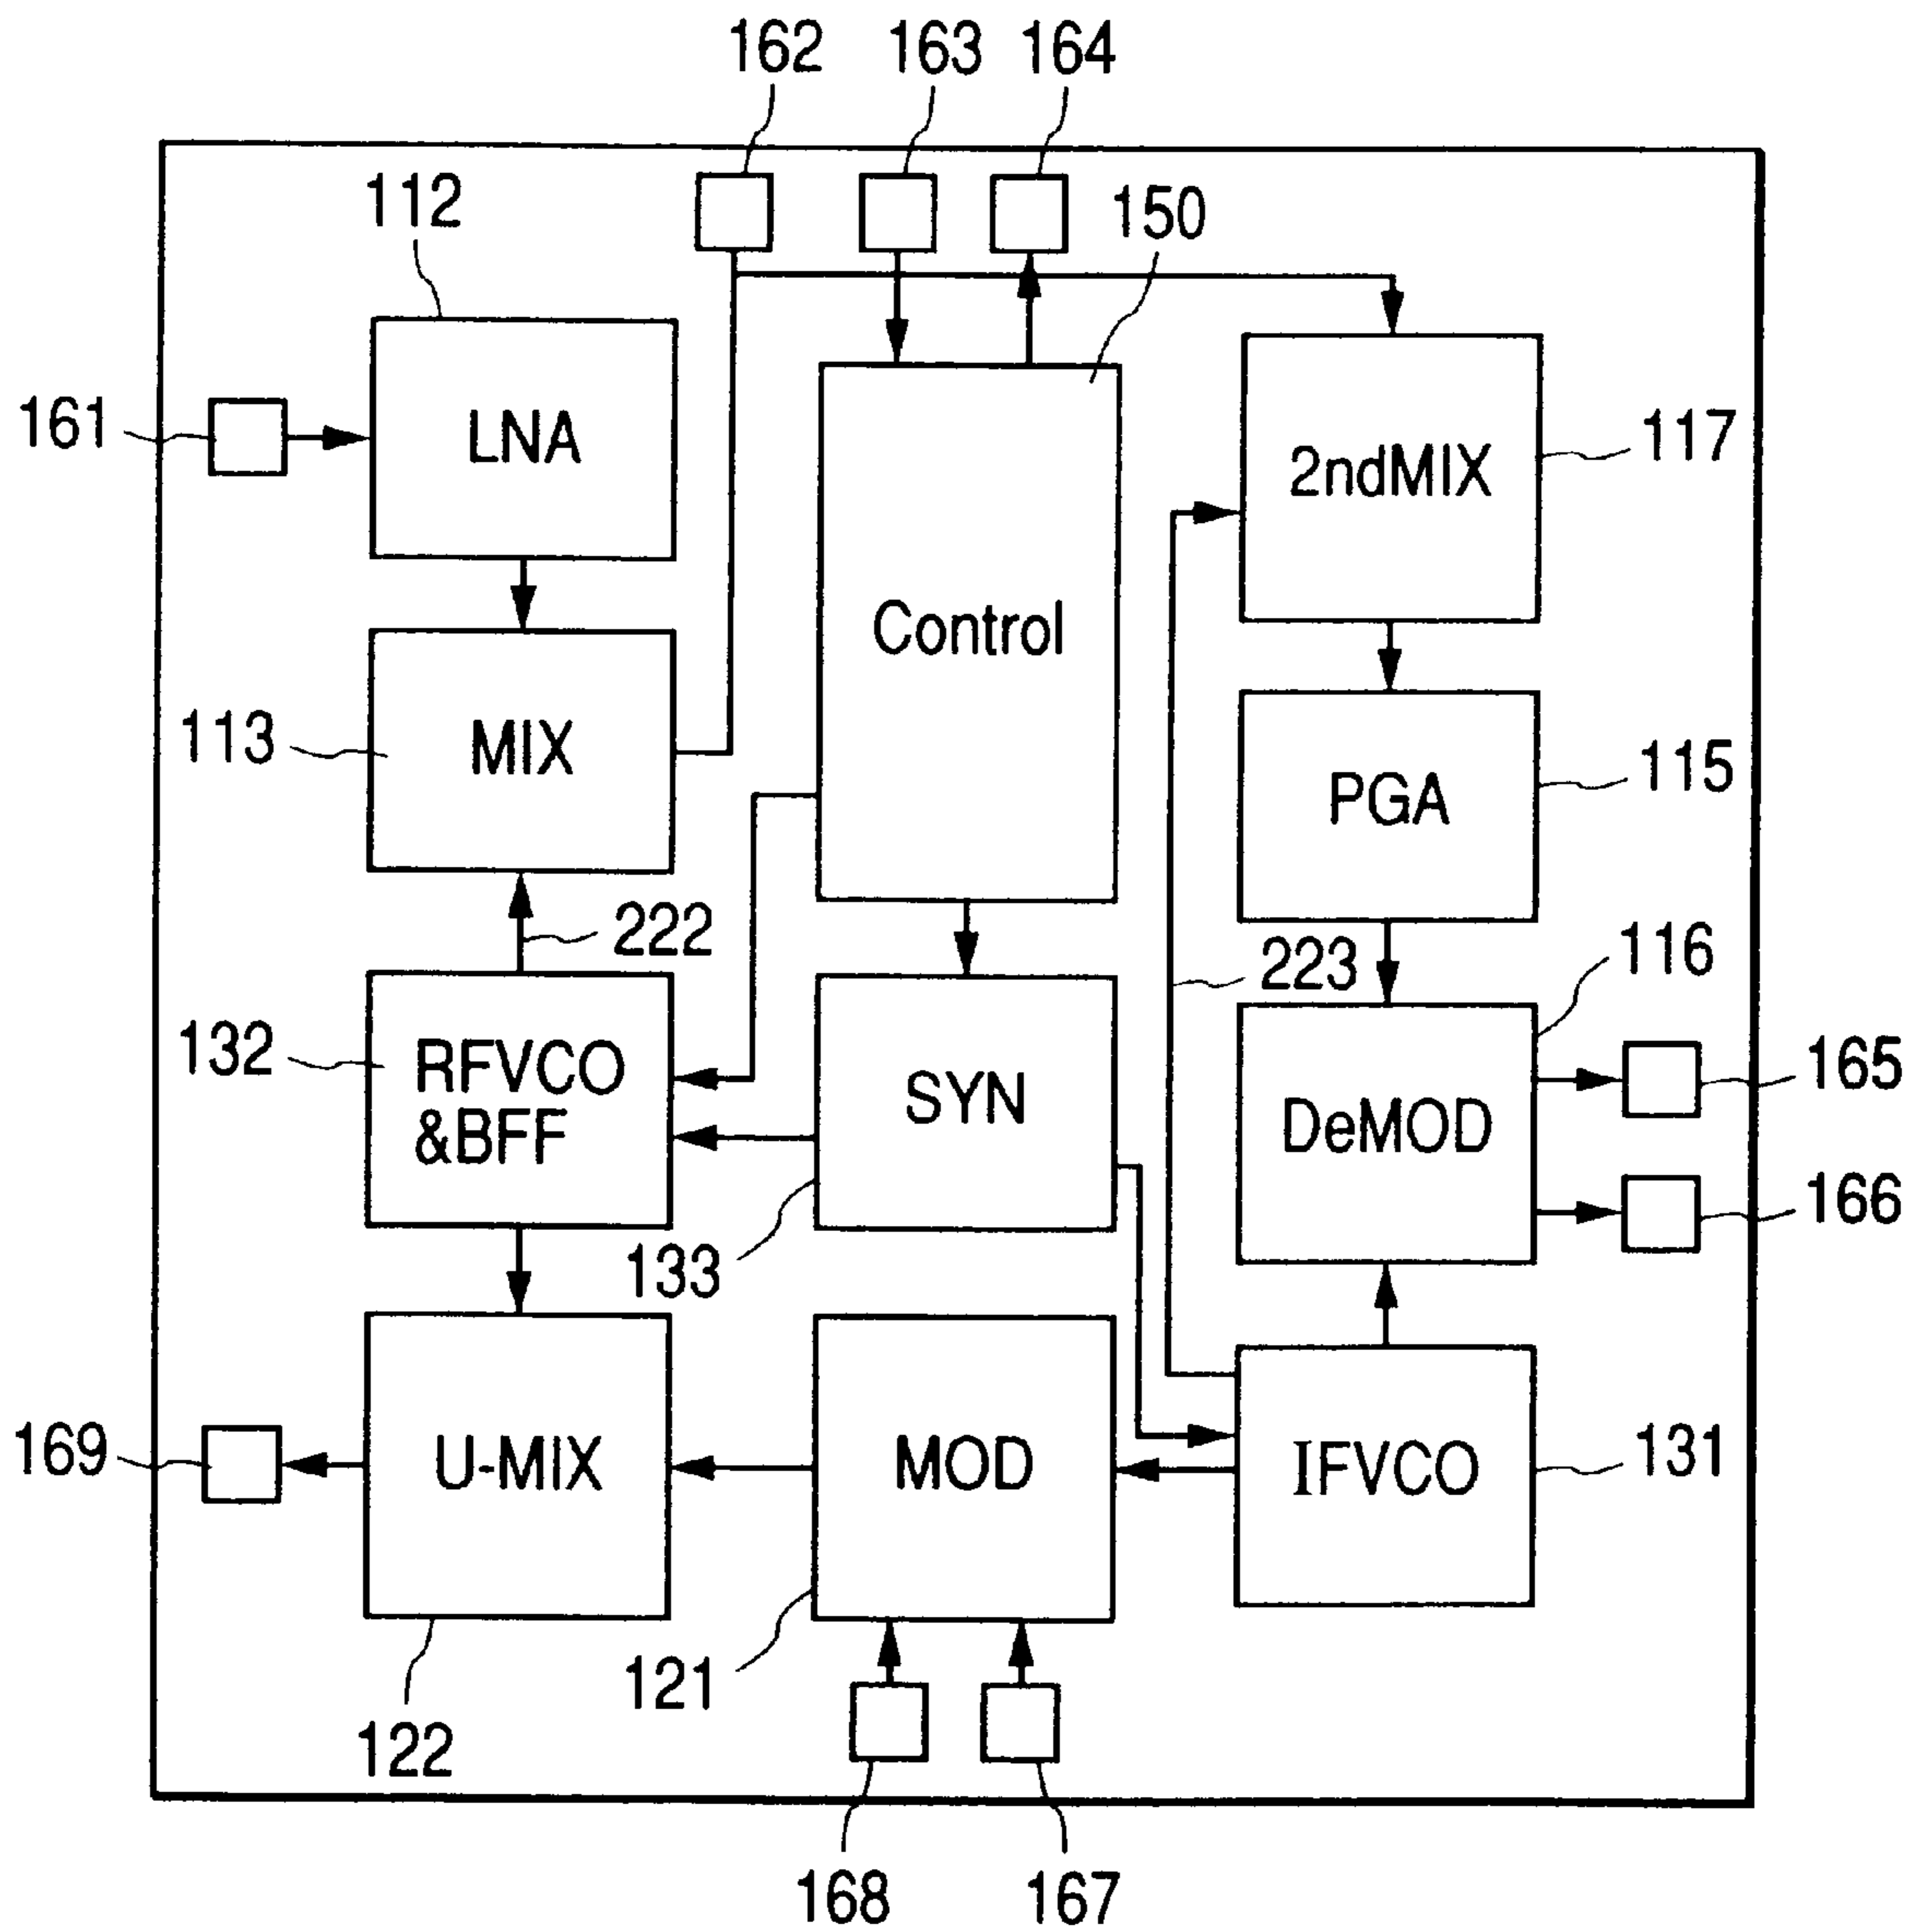 162 163 164
112
150
LNA
161
117
2ndMIX
Control
113
MIX
115
PGA
222
223
116
132
RFVCO
&BFF
SYN
165
DeMOD
166
133
169
U-MIX
MOD
IFVCO
131
121
122
168
167